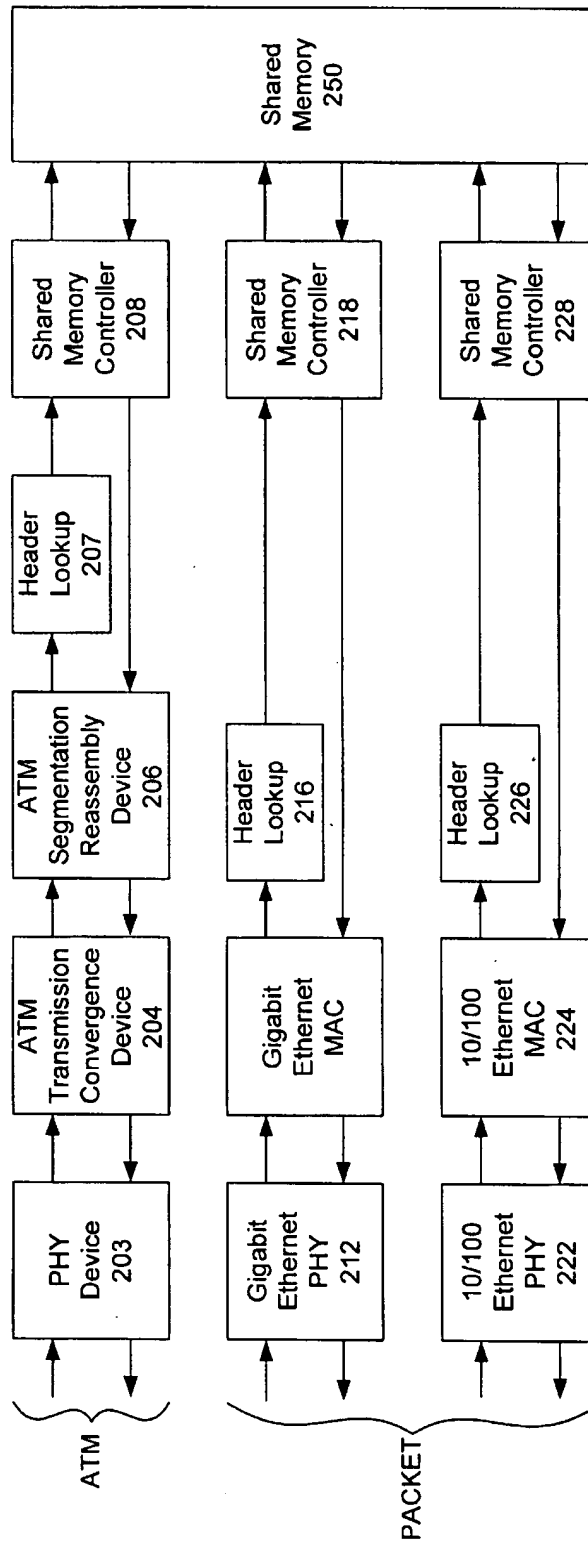 ATM
PHY
Device
203
ATM
Transmission
Convergence
Device
204
ATM
Segmentation
Reassembly
Device
206
Header
Lookup
207
Shared
Memory
Controller
208
Shared
Memory
250
PACKET
Gigabit
Ethernet
PHY
212
Gigabit
Ethernet
MAC
Header
Lookup
216
Shared
Memory
Controller
218
10/100
Ethernet
PHY
222
10/100
Ethernet
MAC
224
Header
Lookup
226
Shared
Memory
Controller
228